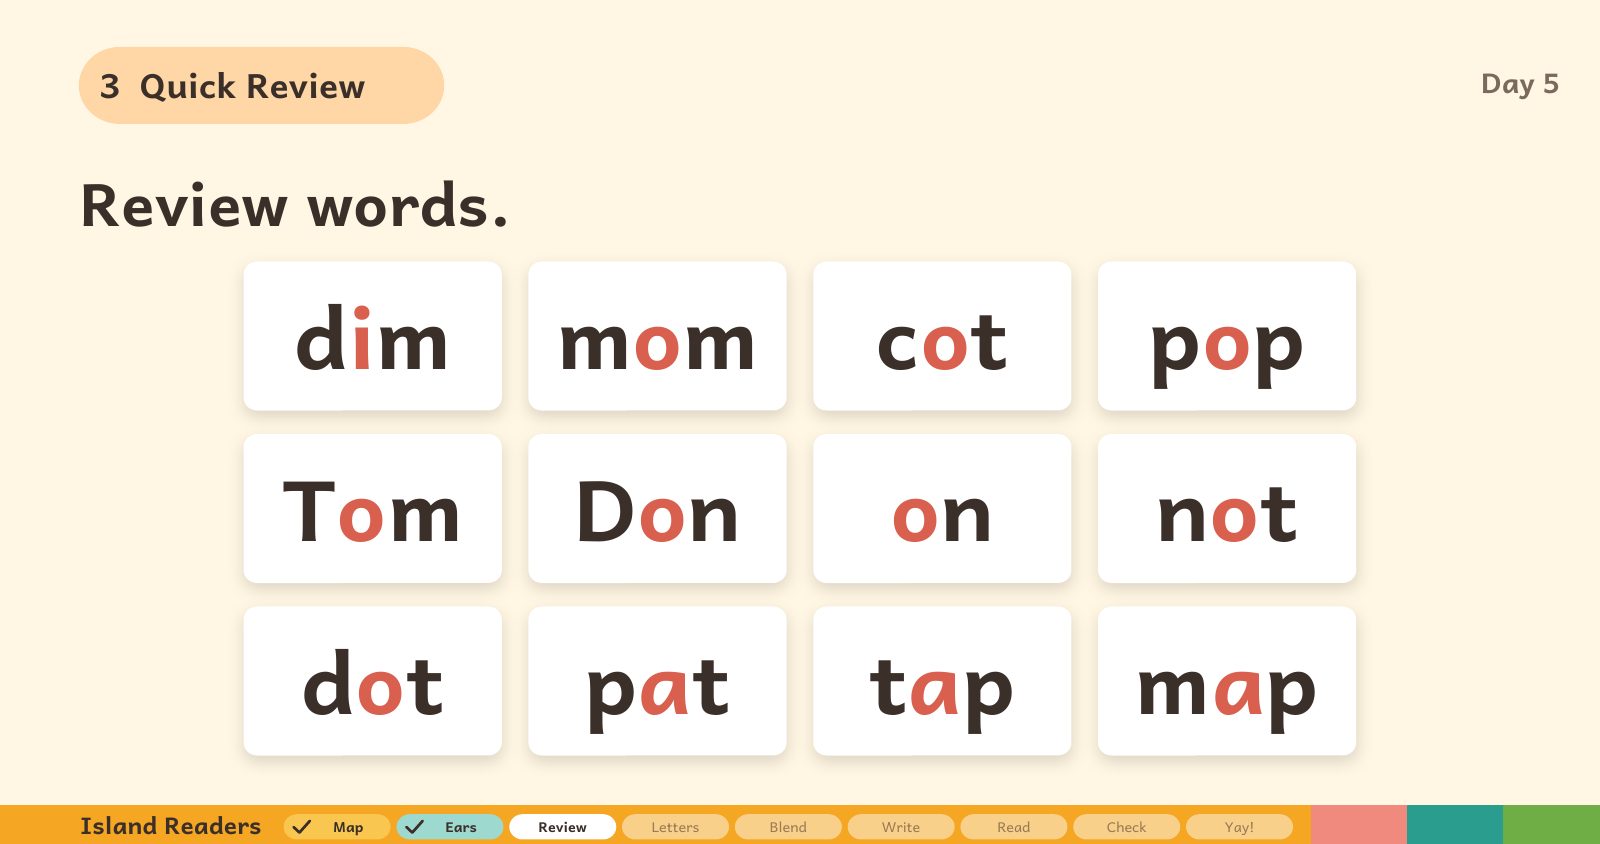 3 Quick Review
Day 5
Review words.
dim mom cot pop
Tom Don on not
dot pat tap map
Island Readers Map Ears Review Letters Blend Write Read Check Yay!